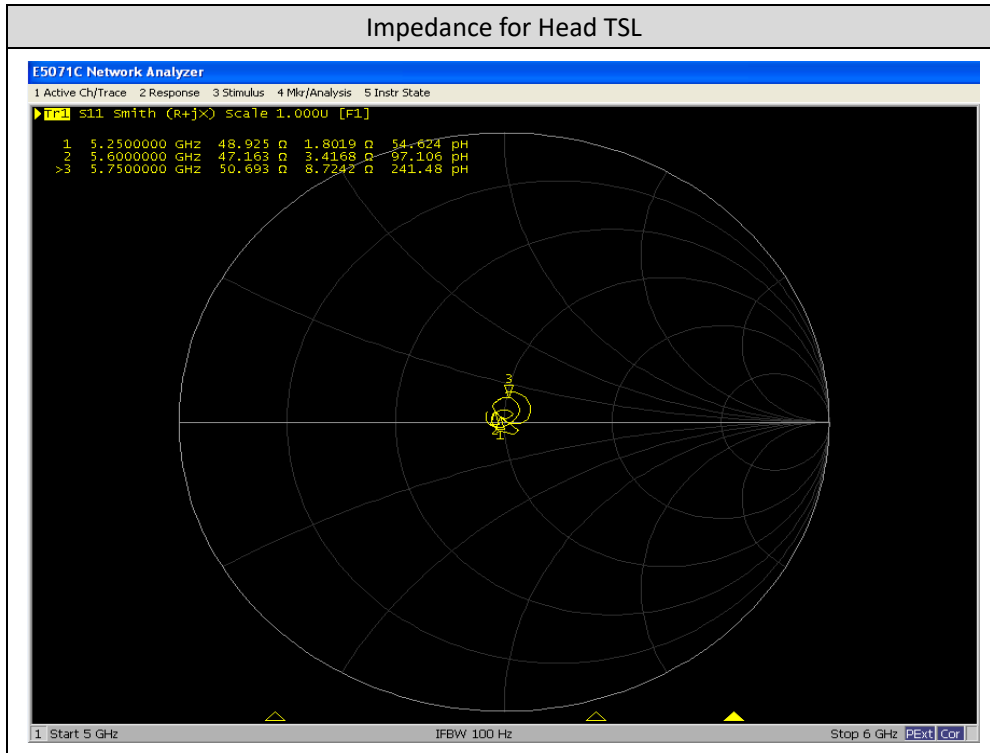 Impedance for Head TSL
E5071C Network Analyzer
1 Active Ch/Trace 2 Response 3 Stimulus 4 Mkr/Analysis 5 Instr State
Tr1 S11 Smith (R+jX) Scale 1.000U [F1]
1 5.2500000 GHz 48.925 Ω 1.8019 Ω 54.624 pH
2 5.6000000 GHz 47.163 Ω 3.4168 Ω 97.106 pH
>3 5.7500000 GHz 50.693 Ω 8.7242 Ω 241.48 pH
3
1
1 Start 5 GHz IFBW 100 Hz Stop 6 GHz PExt Cor